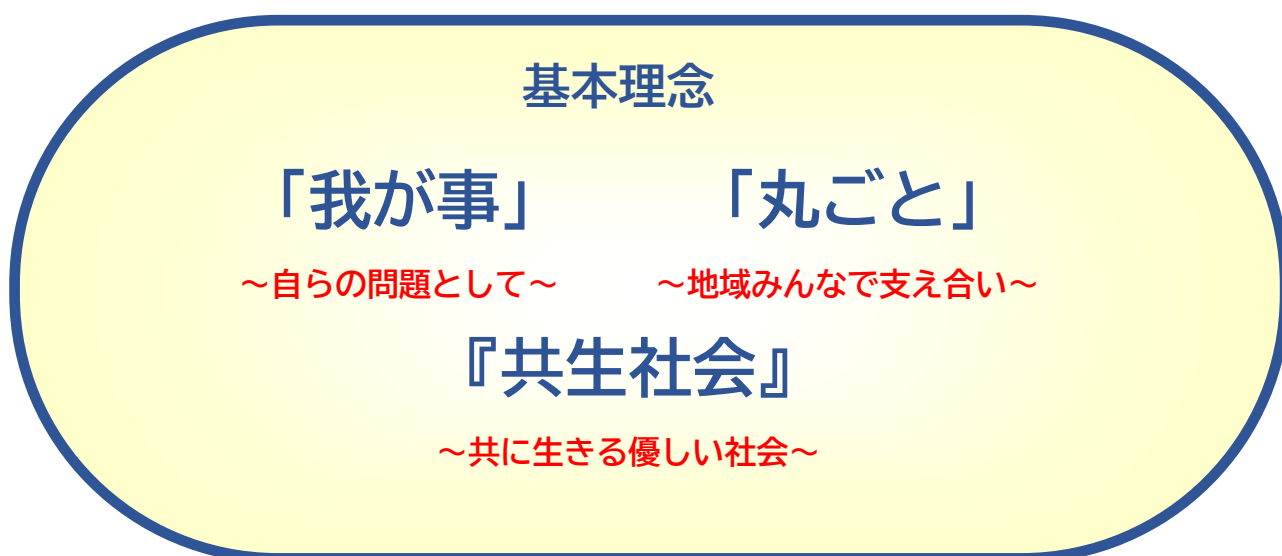 基本理念
「我が事」 「丸ごと」
～自らの問題として～ ～地域みんなで支え合い～
『共生社会』
～共に生きる優しい社会～